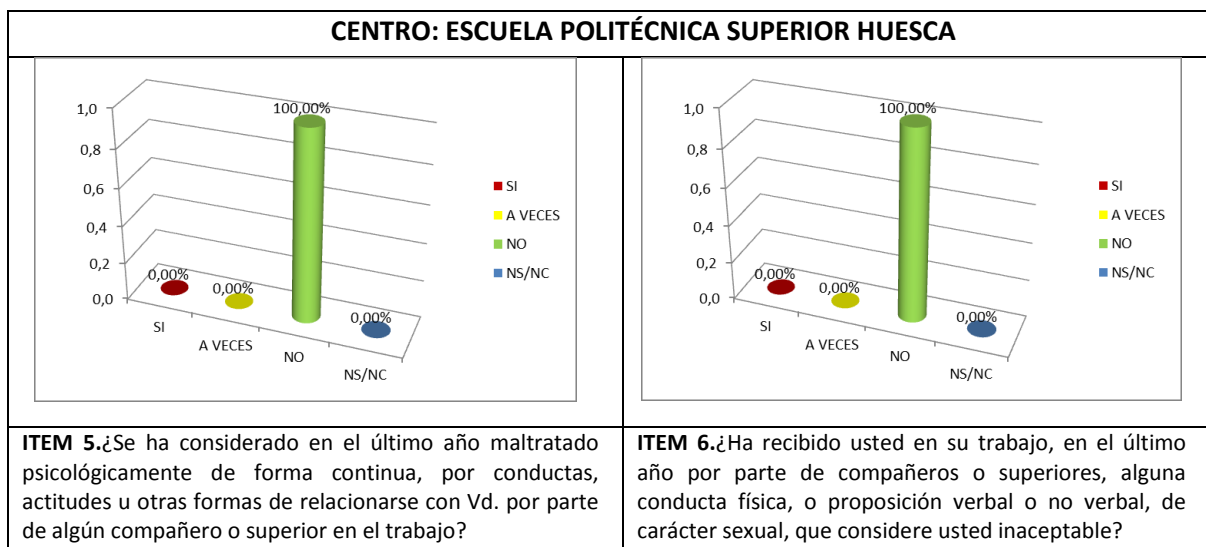 CENTRO: ESCUELA POLITÉCNICA SUPERIOR HUESCA
1,0
0,8
0,6
0,4
0,2
0,0
100,00%
0,00%
0,00%
0,00%
SI
A VECES
NO
NS/NC
SI
A VECES
NO
NS/NC
1,0
0,8
0,6
0,4
0,2
0,0
100,00%
0,00%
0,00%
0,00%
SI
A VECES
NO
NS/NC
SI
A VECES
NO
NS/NC
ITEM 5.¿Se ha considerado en el último año maltratado
psicológicamente de forma continua, por conductas,
actitudes u otras formas de relacionarse con Vd. por parte
de algún compañero o superior en el trabajo?
ITEM 6.¿Ha recibido usted en su trabajo, en el último
año por parte de compañeros o superiores, alguna
conducta física, o proposición verbal o no verbal, de
carácter sexual, que considere usted inaceptable?